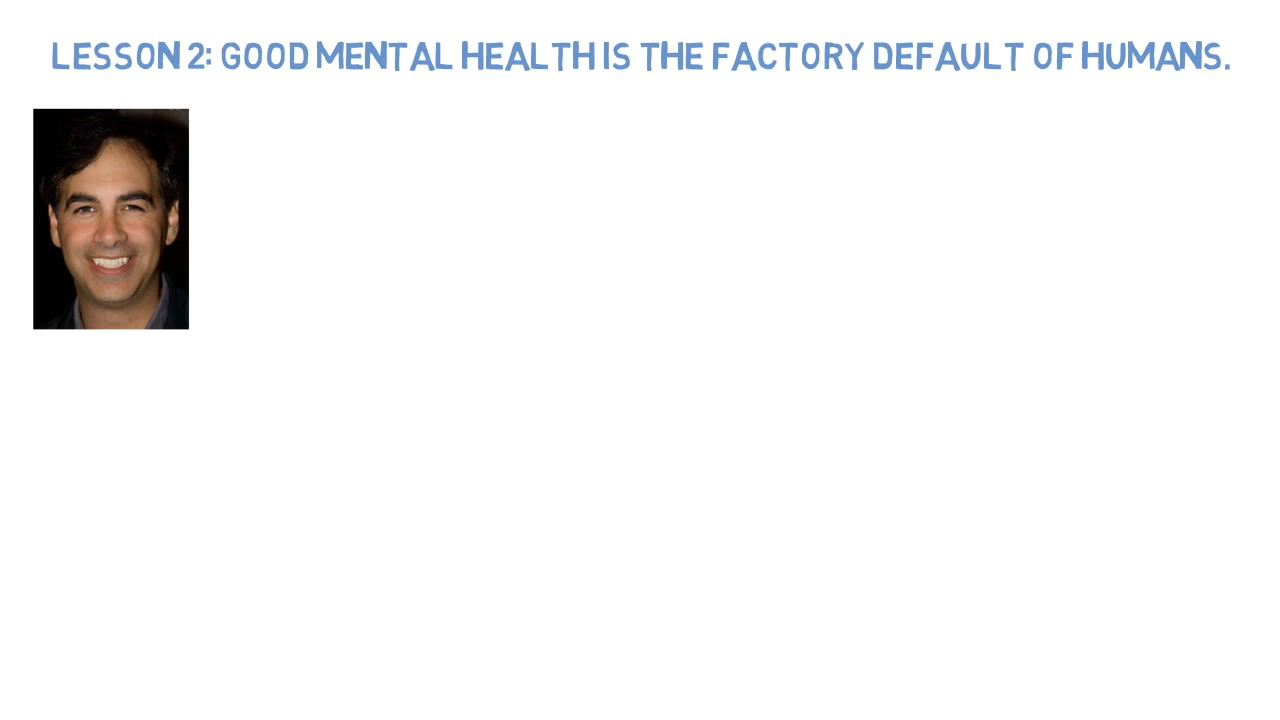 LESSON 2: GOOD MENTAL HEALTH IS THE FACTORY DEFAULT OF HUMANS.